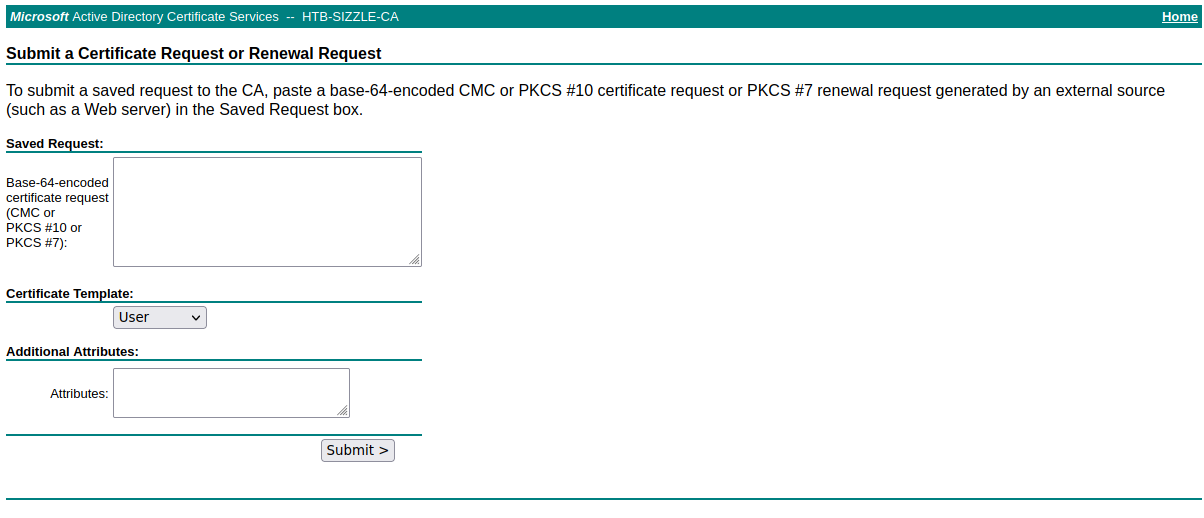 Microsoft Active Directory Certificate Services -- HTB-SIZZLE-CA Home
Submit a Certificate Request or Renewal Request
To submit a saved request to the CA, paste a base-64-encoded CMC or PKCS #10 certificate request or PKCS #7 renewal request generated by an external source
(such as a Web server) in the Saved Request box.
Saved Request:
Base-64-encoded
certificate request
(CMC or
PKCS #10 or
PKCS #7):
Certificate Template:
User
Additional Attributes:
Attributes:
Submit >